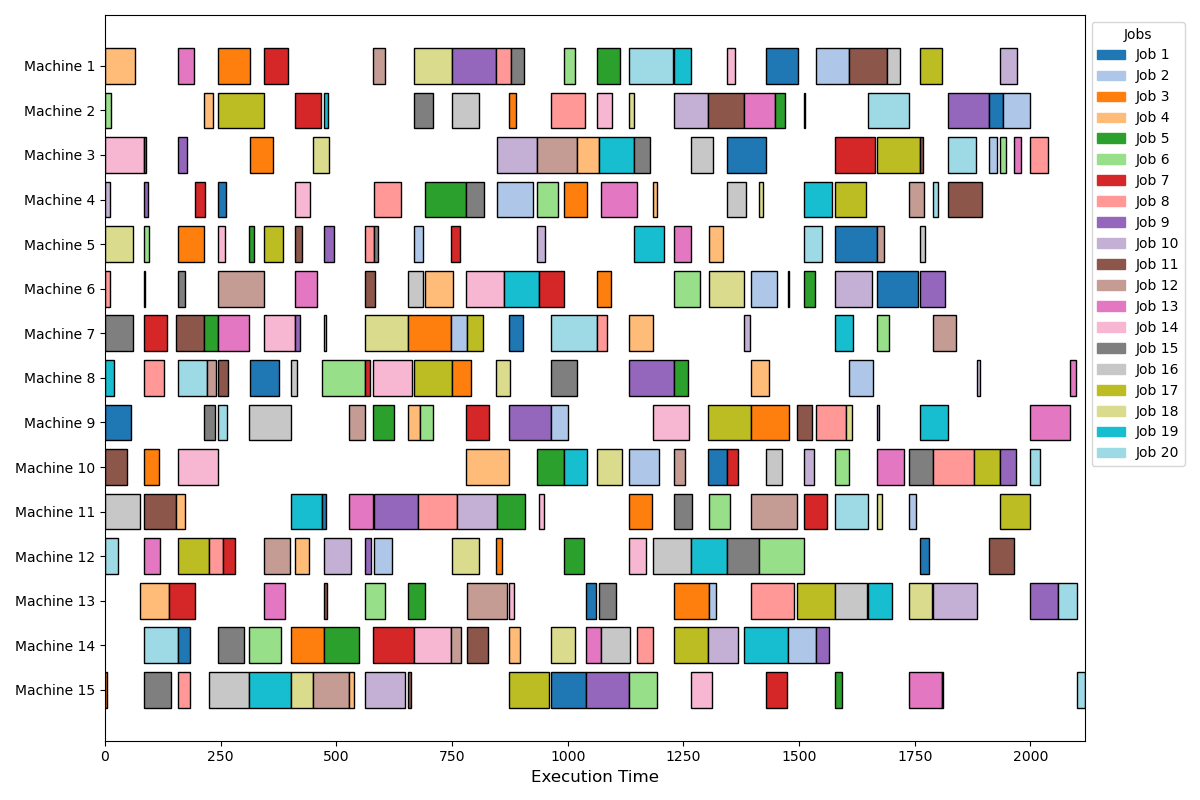 Machine 1
Machine 2
Machine 3
Machine 4
Machine 5
Machine 6
Machine 7
Machine 8
Machine 9
Machine 10
Machine 11
Machine 12
Machine 13
Machine 14
Machine 15
0 250 500 750 1000 1250 1500 1750 2000
Execution Time
Jobs
Job 1
Job 2
Job 3
Job 4
Job 5
Job 6
Job 7
Job 8
Job 9
Job 10
Job 11
Job 12
Job 13
Job 14
Job 15
Job 16
Job 17
Job 18
Job 19
Job 20